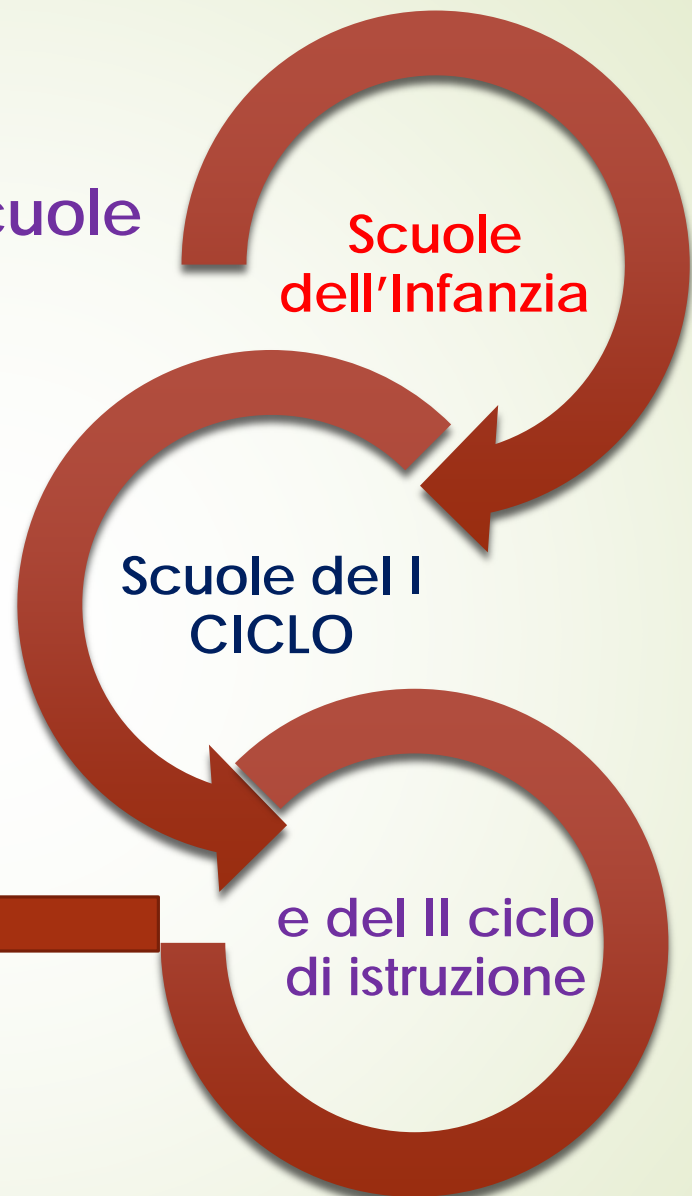 cuole
Scuole
dell'Infanzia
Scuole del I
CICLO
e del II ciclo
di istruzione